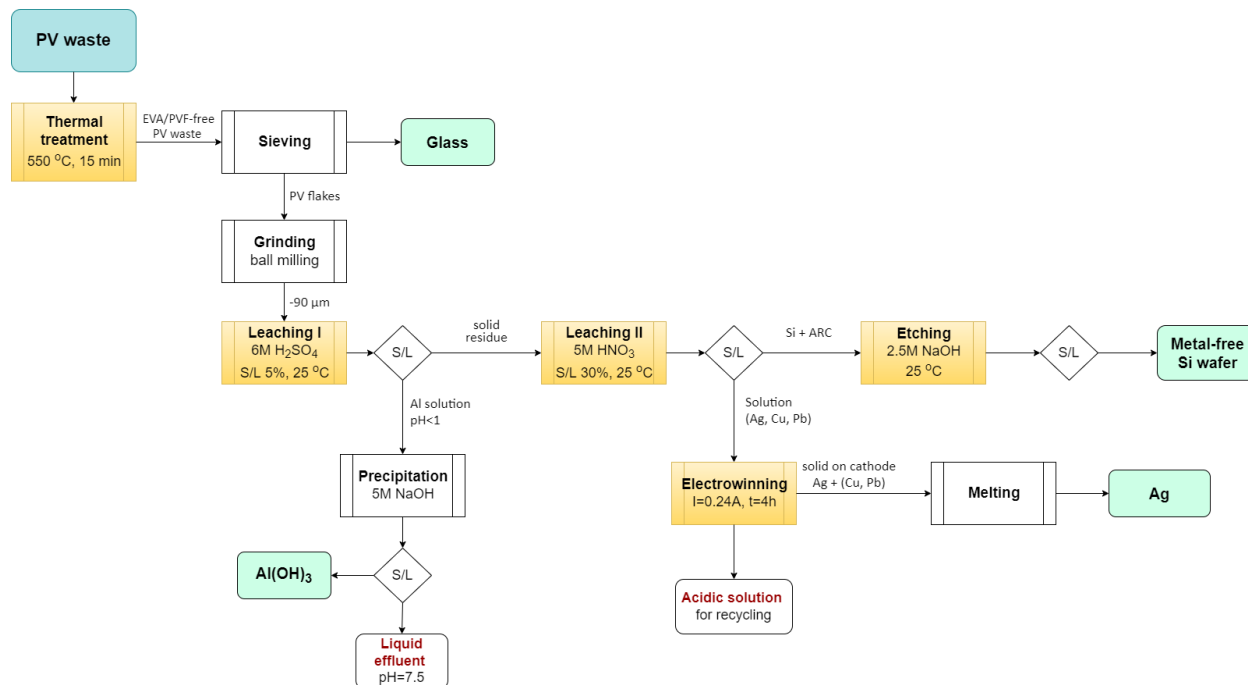 PV waste
Thermal
treatment
550 °C, 15 min
EVA/PVF-free
PV waste
Sieving
Glass
PV flakes
Grinding
ball milling
-90 μm
Leaching I
6M H₂SO₄
S/L 5%, 25 °C
S/L
solid
residue
Leaching II
5M HNO₃
S/L 30%, 25 °C
S/L
Si + ARC
Etching
2.5M NaOH
25 °C
S/L
Metal-free
Si wafer
Al solution
pH<1
Solution
(Ag, Cu, Pb)
Precipitation
5M NaOH
Electrowinning
I=0.24A, t=4h
solid on cathode
Ag + (Cu, Pb)
Melting
Ag
Al(OH)₃
S/L
Acidic solution
for recycling
Liquid
effluent
pH=7.5